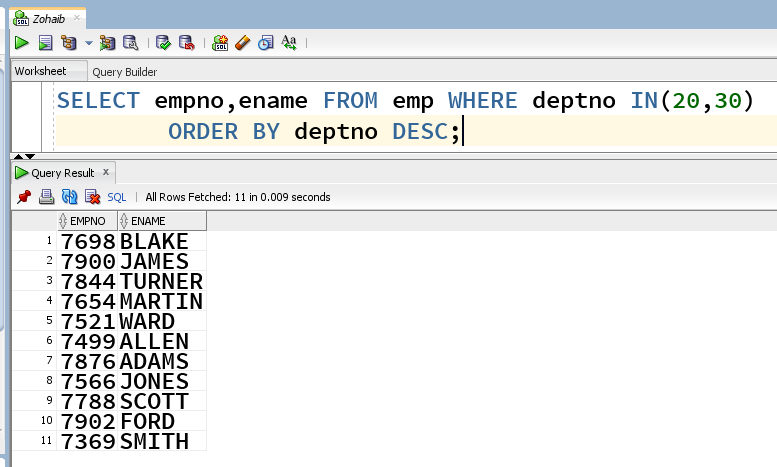 Zohaib ×
Worksheet Query Builder
SELECT empno,ename FROM emp WHERE deptno IN(20,30)
ORDER BY deptno DESC;
Query Result ×
SQL | All Rows Fetched: 11 in 0.009 seconds
EMPNO ENAME
1 7698 BLAKE
2 7900 JAMES
3 7844 TURNER
4 7654 MARTIN
5 7521 WARD
6 7499 ALLEN
7 7876 ADAMS
8 7566 JONES
9 7788 SCOTT
10 7902 FORD
11 7369 SMITH